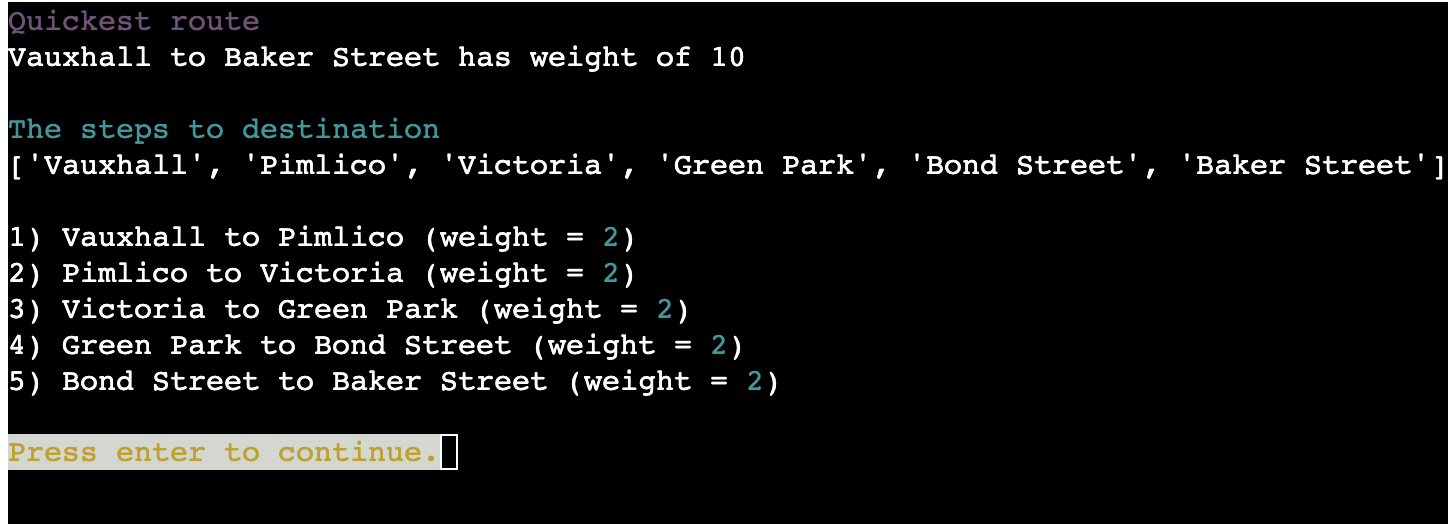 Quickest route
Vauxhall to Baker Street has weight of 10
The steps to destination
['Vauxhall', 'Pimlico', 'Victoria', 'Green Park', 'Bond Street', 'Baker Street']
1) Vauxhall to Pimlico (weight = 2)
2) Pimlico to Victoria (weight = 2)
3) Victoria to Green Park (weight = 2)
4) Green Park to Bond Street (weight = 2)
5) Bond Street to Baker Street (weight = 2)
Press enter to continue.